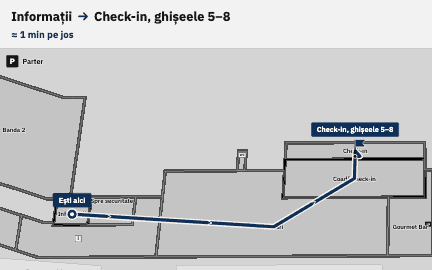 Informații → Check-in, ghișeele 5–8
≈ 1 min pe jos
P Parter
Check-in, ghișeele 5–8
Banda 2
Ești aici
Spre securitate
Gourmet Bar